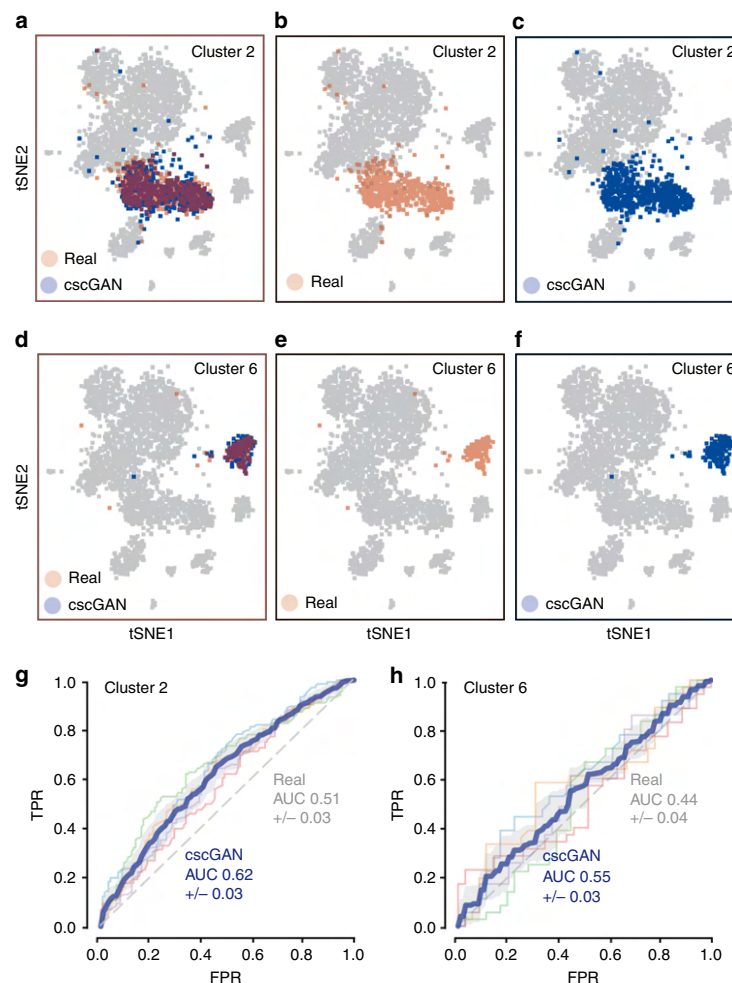 a
Cluster 2
tSNE2
Real
cscGAN
b
Cluster 2
Real
c
Cluster 2
cscGAN
d
Cluster 6
tSNE2
Real
cscGAN
tSNE1
e
Cluster 6
Real
tSNE1
f
Cluster 6
cscGAN
tSNE1
g
Cluster 2
1.0
0.8
0.6
0.4
0.2
0.0
TPR
Real
AUC 0.51
+/– 0.03
cscGAN
AUC 0.62
+/– 0.03
0.0 0.2 0.4 0.6 0.8 1.0
FPR
h
Cluster 6
1.0
0.8
0.6
0.4
0.2
0.0
TPR
Real
AUC 0.44
+/– 0.04
cscGAN
AUC 0.55
+/– 0.03
0.0 0.2 0.4 0.6 0.8 1.0
FPR